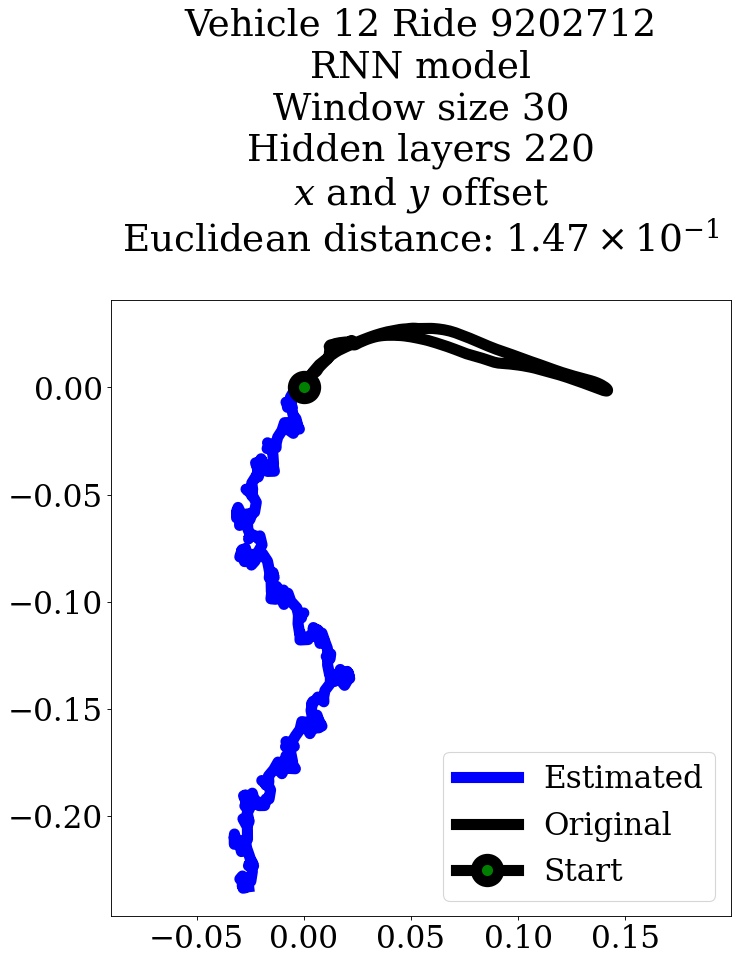 Vehicle 12 Ride 9202712
RNN model
Window size 30
Hidden layers 220
x and y offset
Euclidean distance: 1.47 × 10⁻¹
0.00
−0.05
−0.10
−0.15
−0.20
Estimated
Original
Start
−0.05 0.00 0.05 0.10 0.15